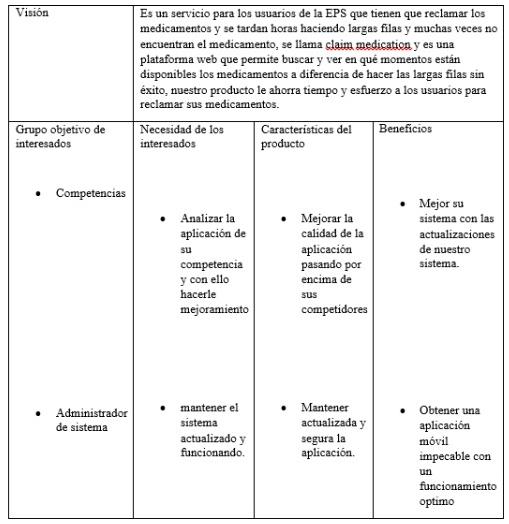 Visión
Es un servicio para los usuarios de la EPS que tienen que reclamar los
medicamentos y se tardan horas haciendo largas filas y muchas veces no
encuentran el medicamento, se llama claim medication y es una
plataforma web que permite buscar y ver en qué momentos están
disponibles los medicamentos a diferencia de hacer las largas filas sin
éxito, nuestro producto le ahorra tiempo y esfuerzo a los usuarios para
reclamar sus medicamentos.
Grupo objetivo de
interesados
Necesidad de los
interesados
Características del
producto
Beneficios
• Competencias
• Analizar la
aplicación de
su
competencia
y con ello
hacerle
mejoramiento
• Mejorar la
calidad de la
aplicación
pasando por
encima de
sus
competidores
• Mejor su
sistema con las
actualizaciones
de nuestro
sistema.
• Administrador
de sistema
• mantener el
sistema
actualizado y
funcionando.
• Mantener
actualizada y
segura la
aplicación.
• Obtener una
aplicación
móvil
impecable con
un
funcionamiento
optimo